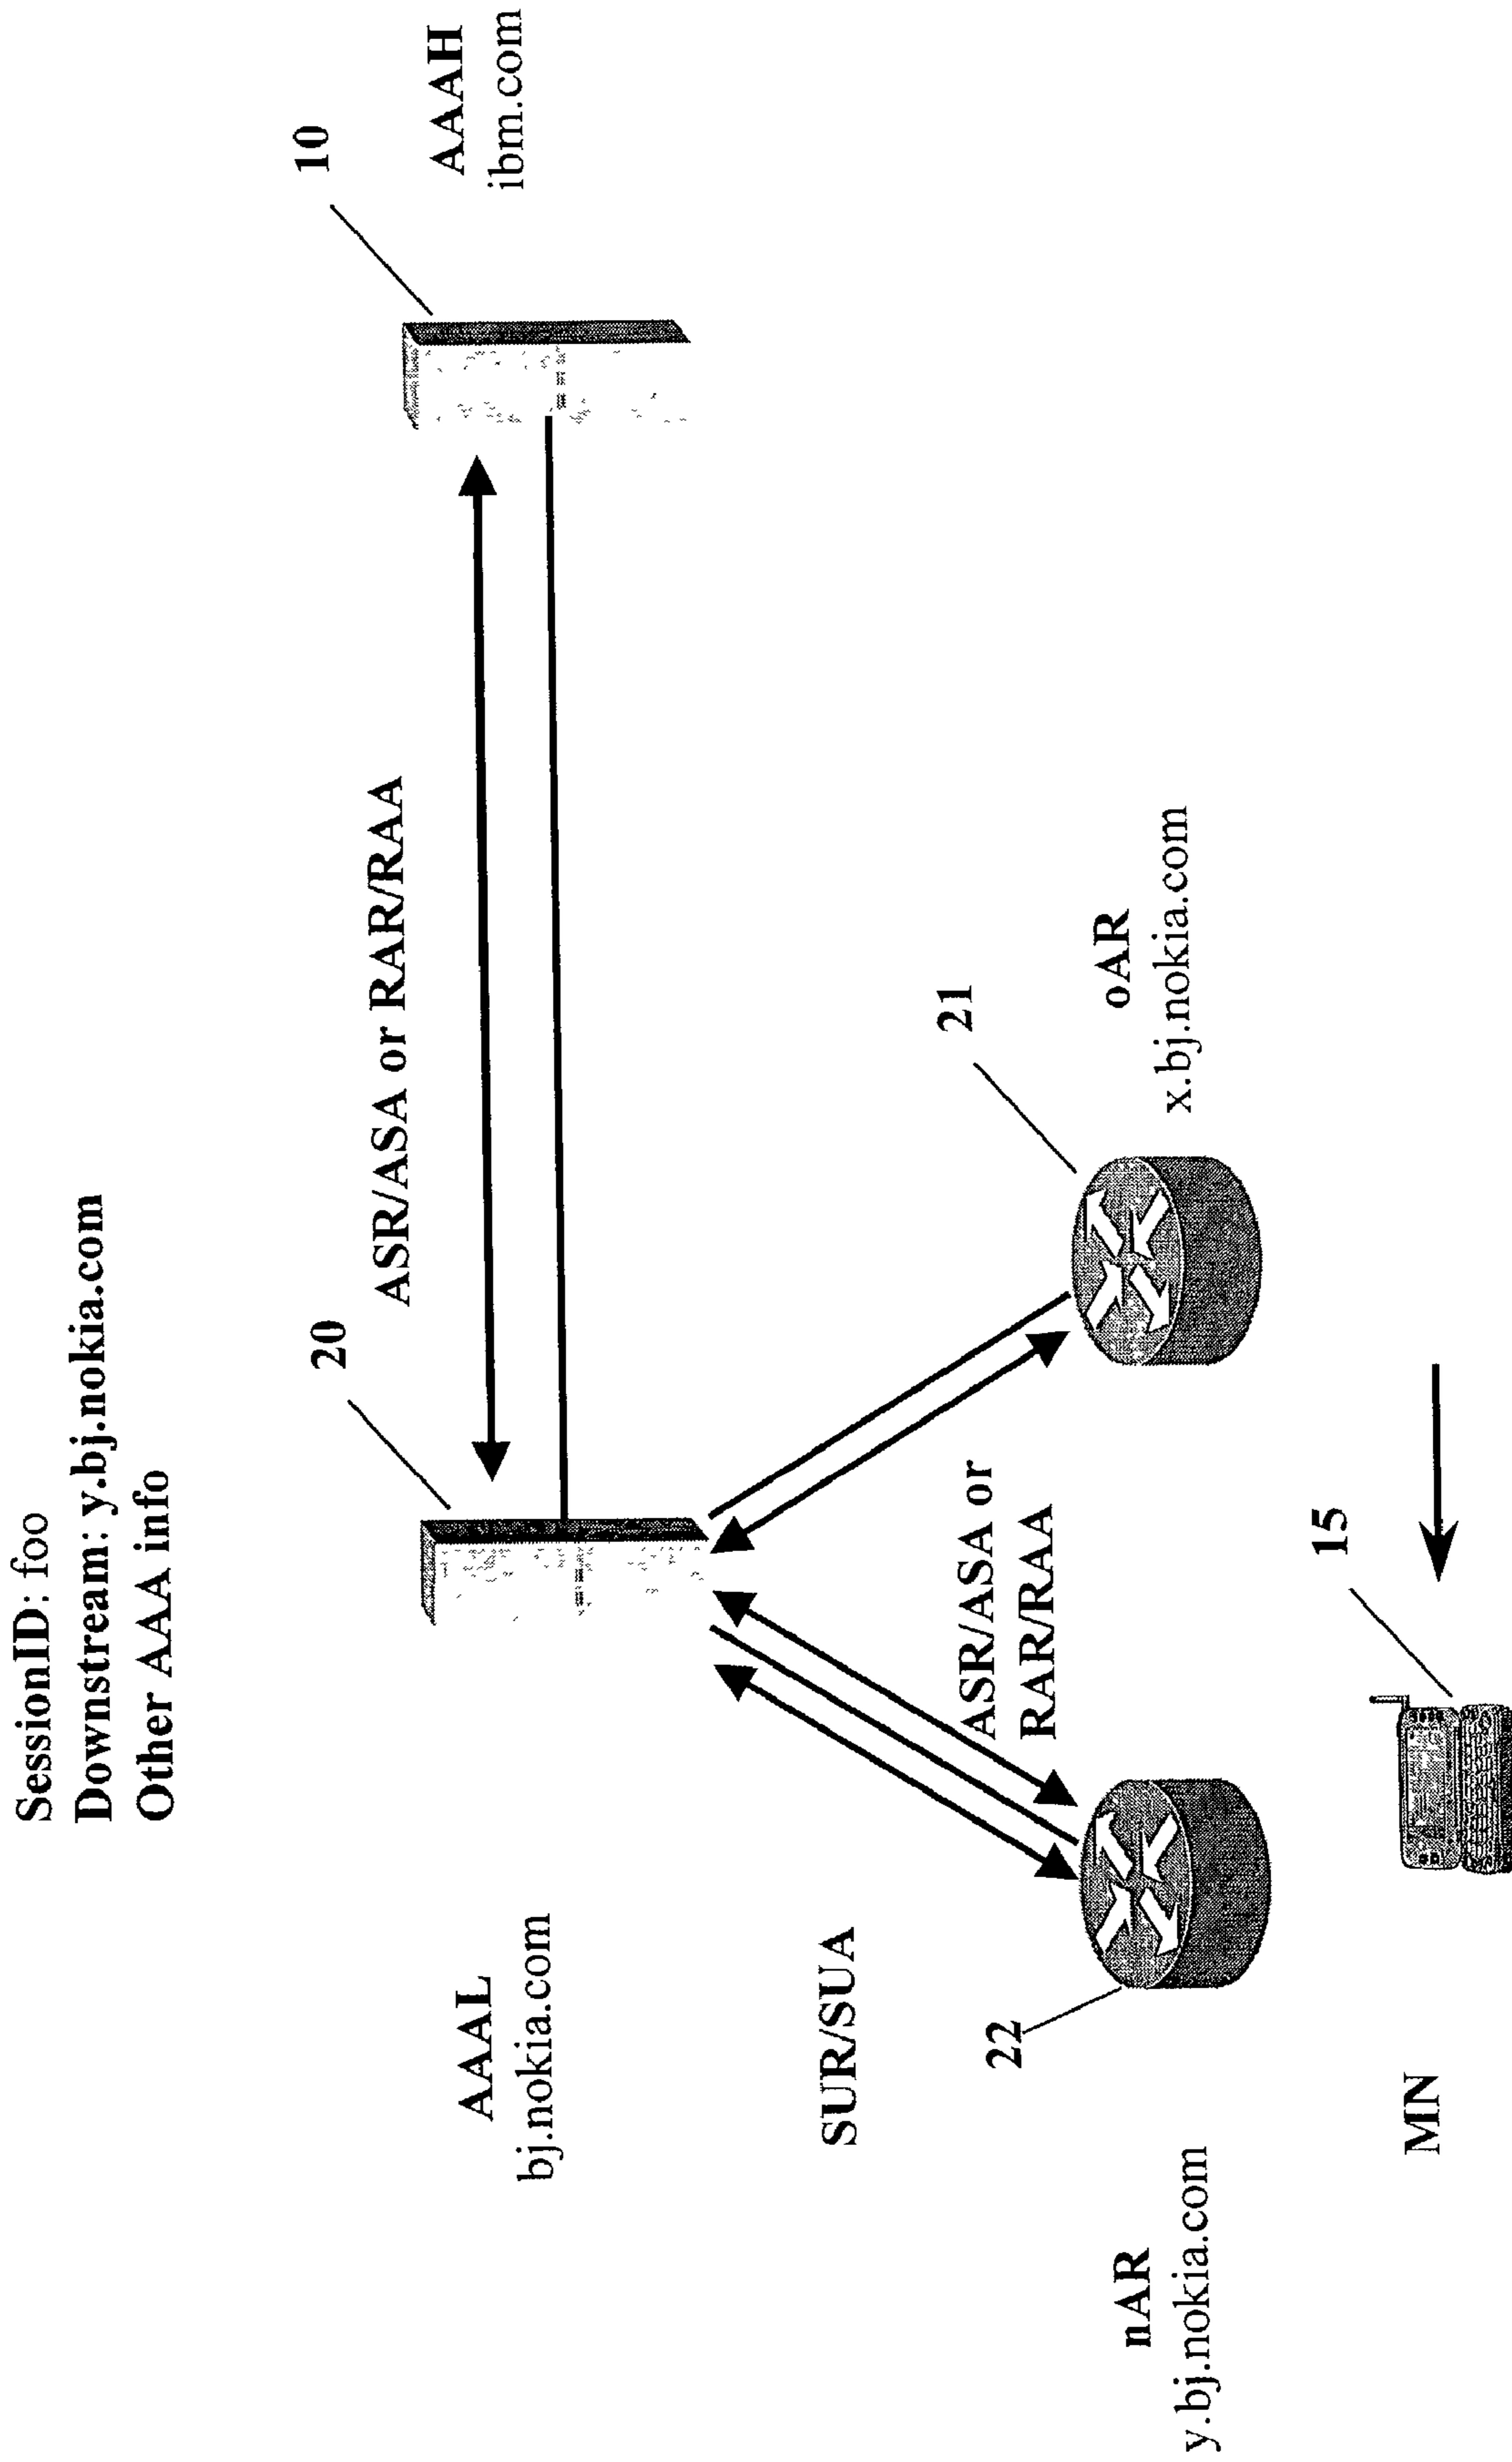 SessionID: foo
Downstream: y.bj.nokia.com
Other AAA info
10
AAAH
ibm.com
ASR/ASA or RAR/RAA
20
AAAL
bj.nokia.com
SUR/SUA
ASR/ASA or
RAR/RAA
21
oAR
x.bj.nokia.com
22
nAR
y.bj.nokia.com
15
MN